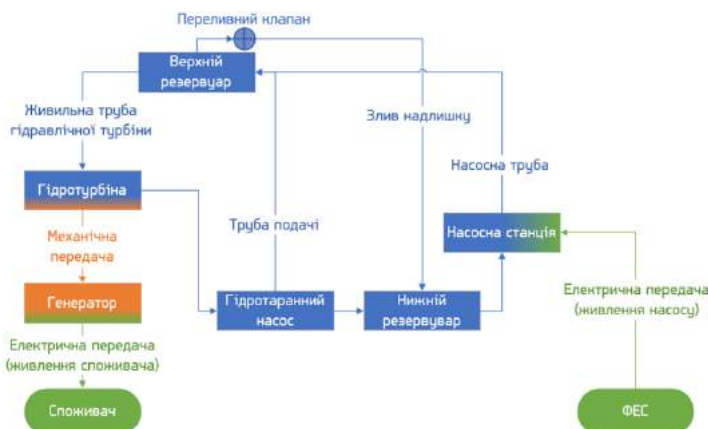 Переливний клапан
Верхній
резервуар
Живильна труба
гідравлічної турбіни
Злив надлишку
Насосна труба
Гідротурбіна
Труба подачі
Насосна станція
Механічна
передача
Генератор
Гідротаранний
насос
Нижній
резервувар
Електрична передача
(живлення насосу)
Електрична передача
(живлення споживача)
Споживач
ФЕС